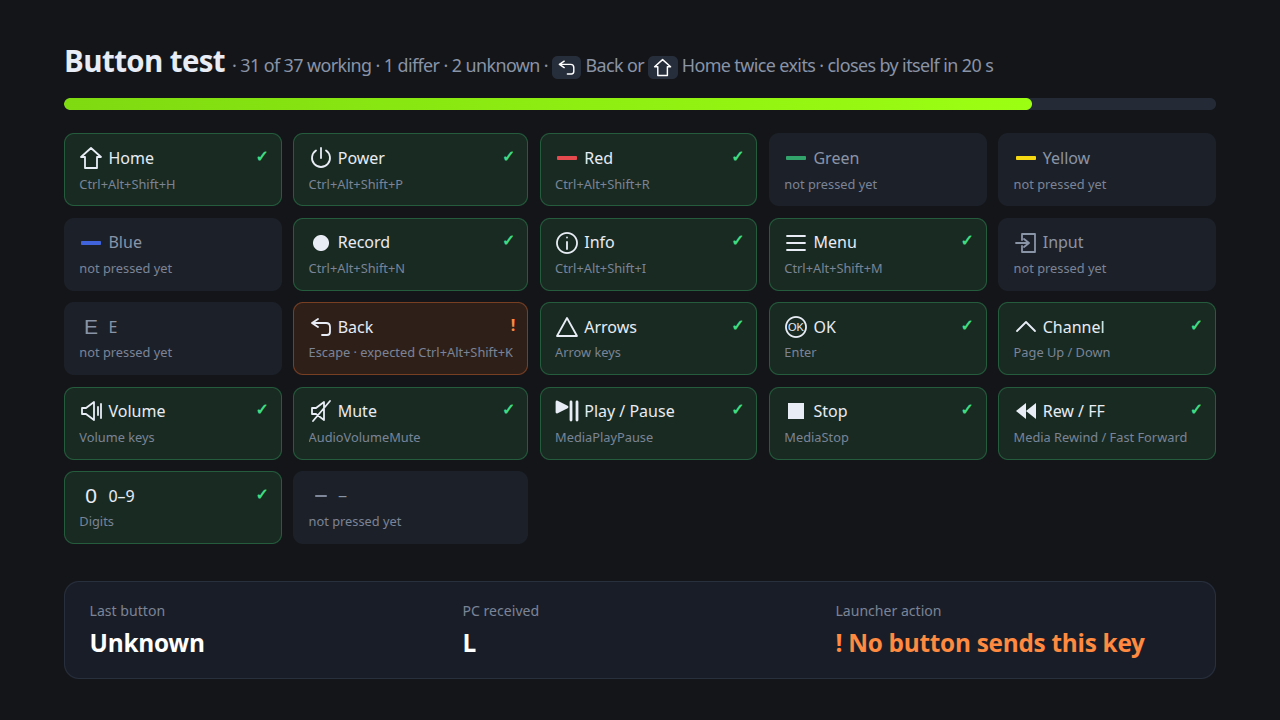 Button test · 31 of 37 working · 1 differ · 2 unknown · Back or Home twice exits · closes by itself in 20 s
Home ✓
Ctrl+Alt+Shift+H
Power ✓
Ctrl+Alt+Shift+P
Red ✓
Ctrl+Alt+Shift+R
Green
not pressed yet
Yellow
not pressed yet
Blue
not pressed yet
Record ✓
Ctrl+Alt+Shift+N
Info ✓
Ctrl+Alt+Shift+I
Menu ✓
Ctrl+Alt+Shift+M
Input
not pressed yet
E E
not pressed yet
Back !
Escape · expected Ctrl+Alt+Shift+K
Arrows ✓
Arrow keys
OK OK ✓
Enter
Channel ✓
Page Up / Down
Volume ✓
Volume keys
Mute ✓
AudioVolumeMute
Play / Pause ✓
MediaPlayPause
Stop ✓
MediaStop
Rew / FF ✓
Media Rewind / Fast Forward
0 0–9 ✓
Digits
– –
not pressed yet
Last button
Unknown
PC received
L
Launcher action
! No button sends this key